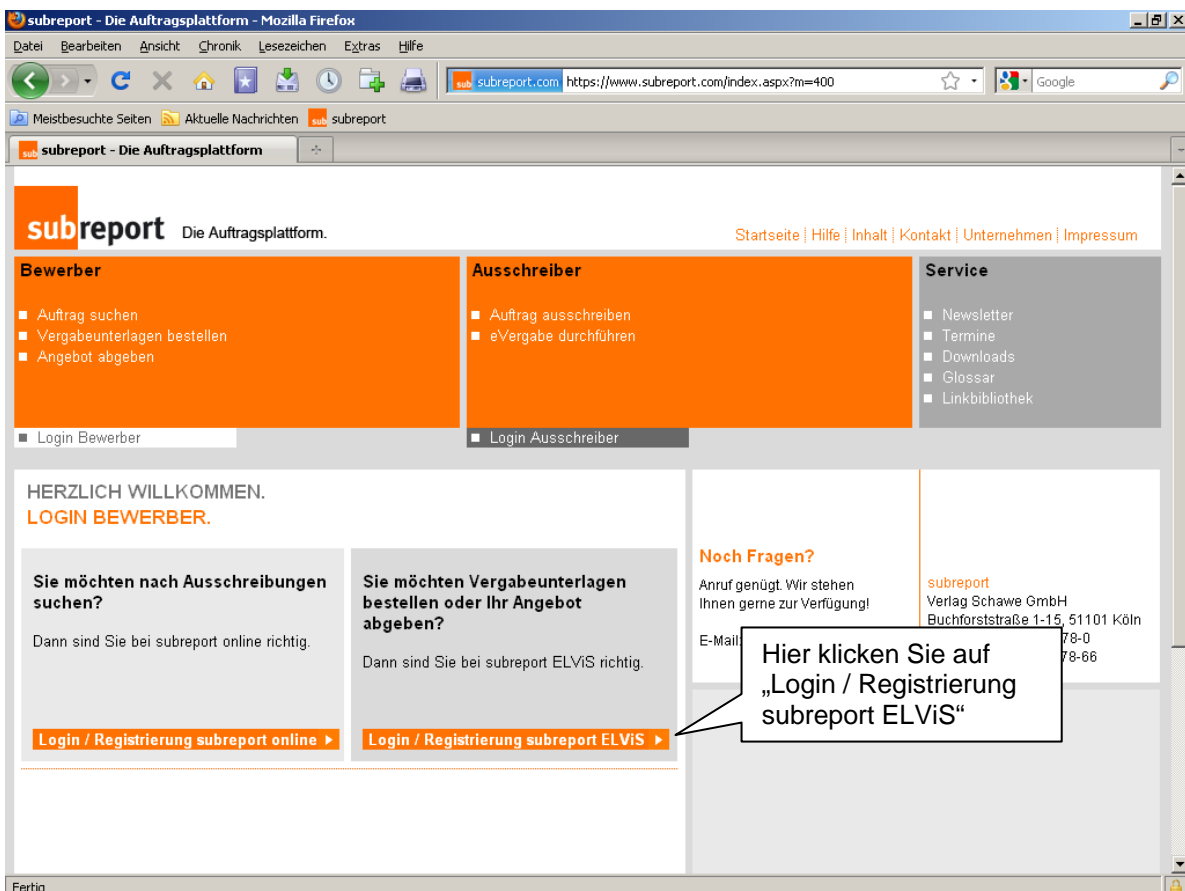 subreport - Die Auftragsplattform - Mozilla Firefox
Datei Bearbeiten Ansicht Chronik Lesezeichen Extras Hilfe
sub subreport.com https://www.subreport.com/index.aspx?m=400 Google
Meistbesuchte Seiten Aktuelle Nachrichten sub subreport
sub subreport - Die Auftragsplattform
subreport Die Auftragsplattform.
Startseite Hilfe Inhalt Kontakt Unternehmen Impressum
Bewerber
Auftrag suchen
Vergabeunterlagen bestellen
Angebot abgeben
Login Bewerber
Ausschreiber
Auftrag ausschreiben
eVergabe durchführen
Login Ausschreiber
Service
Newsletter
Termine
Downloads
Glossar
Linkbibliothek
HERZLICH WILLKOMMEN.
LOGIN BEWERBER.
Sie möchten nach Ausschreibungen
suchen?
Dann sind Sie bei subreport online richtig.
Login / Registrierung subreport online
Sie möchten Vergabeunterlagen
bestellen oder Ihr Angebot
abgeben?
Dann sind Sie bei subreport ELViS richtig.
Login / Registrierung subreport ELViS
Noch Fragen?
Anruf genügt. Wir stehen
Ihnen gerne zur Verfügung!
E-Mail:
subreport
Verlag Schawe GmbH
Buchforststraße 1-15, 51101 Köln
78-0
78-66
Hier klicken Sie auf
„Login / Registrierung
subreport ELViS“
Fertig